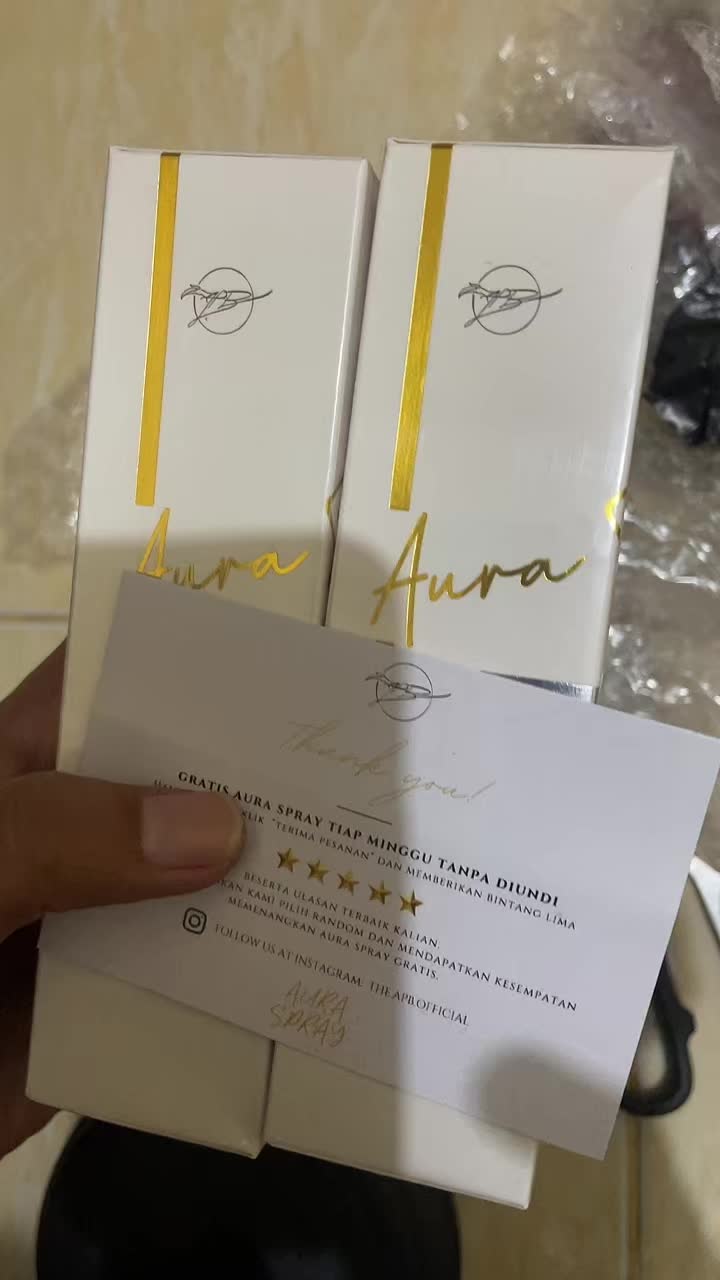 Aura
Aura
Thank you!
GRATIS AURA SPRAY TIAP MINGGU TANPA DIUNDI
KLIK "TERIMA PESANAN" DAN MEMBERIKAN BINTANG LIMA
BESERTA ULASAN TERBAIK KALIAN.
KAMI PILIH RANDOM DAN MENDAPATKAN KESEMPATAN
MEMENANGKAN AURA SPRAY GRATIS.
FOLLOW US AT INSTAGRAM: THEAPB.OFFICIAL
AURA
SPRAY